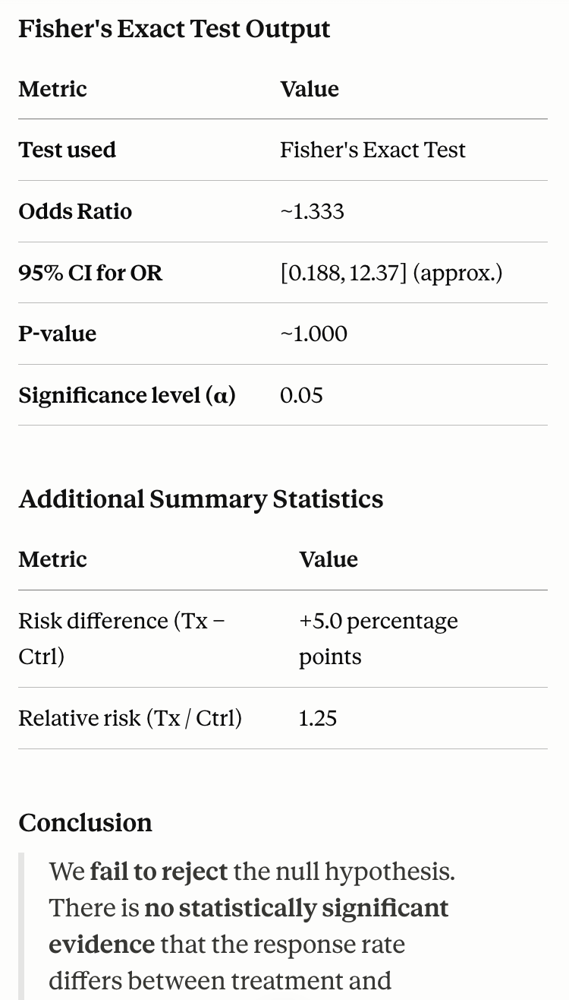 Fisher's Exact Test Output
Metric Value
Test used Fisher's Exact Test
Odds Ratio ~1.333
95% CI for OR [0.188, 12.37] (approx.)
P-value ~1.000
Significance level (α) 0.05
Additional Summary Statistics
Metric Value
Risk difference (Tx − +5.0 percentage
Ctrl) points
Relative risk (Tx / Ctrl) 1.25
Conclusion
We fail to reject the null hypothesis.
There is no statistically significant
evidence that the response rate
differs between treatment and